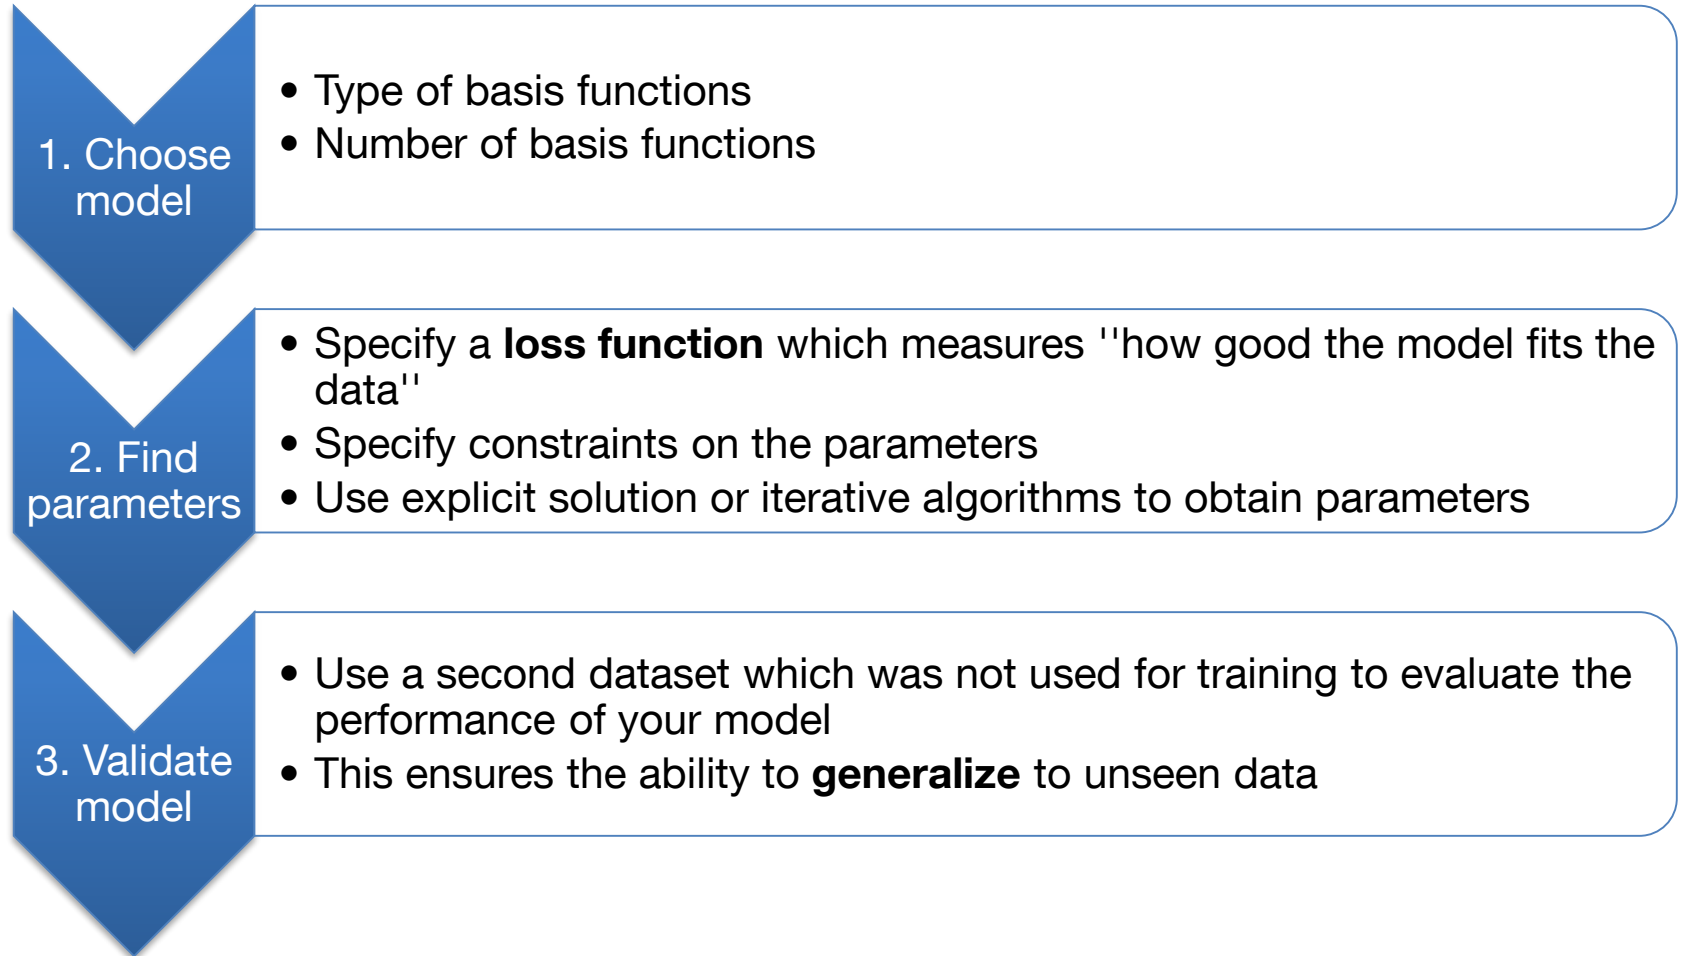 1. Choose
model
• Type of basis functions
• Number of basis functions
2. Find
parameters
• Specify a loss function which measures ''how good the model fits the
data''
• Specify constraints on the parameters
• Use explicit solution or iterative algorithms to obtain parameters
3. Validate
model
• Use a second dataset which was not used for training to evaluate the
performance of your model
• This ensures the ability to generalize to unseen data